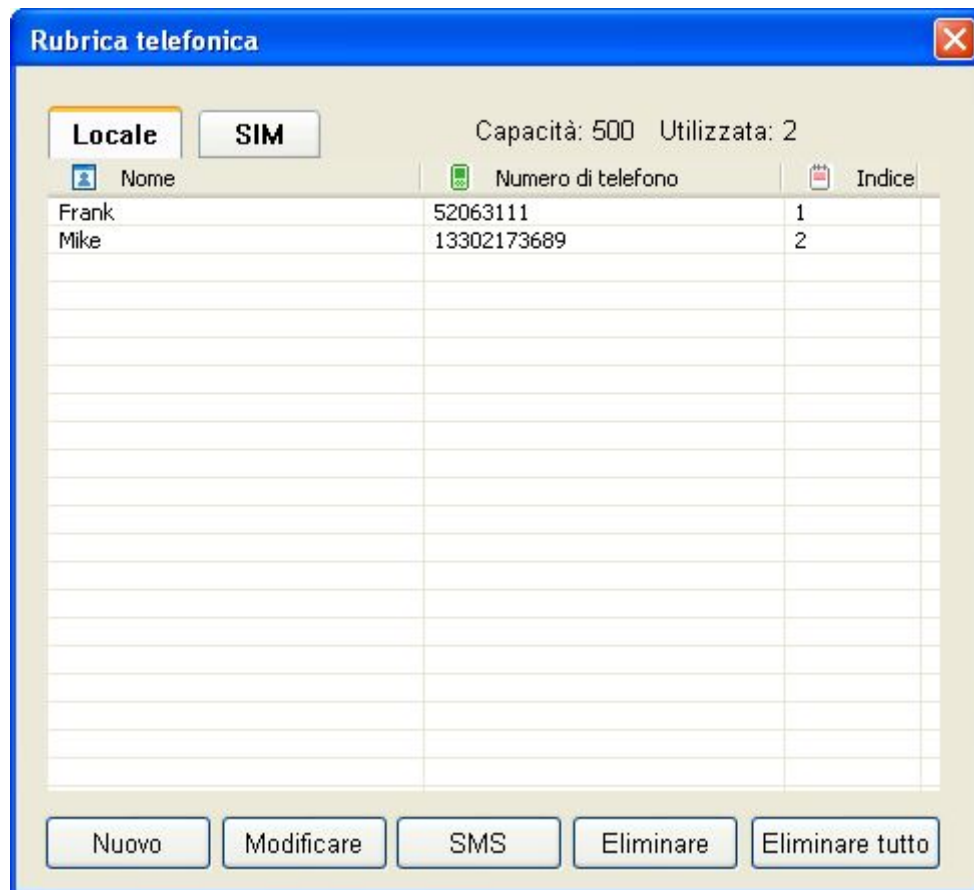 Rubrica telefonica
Locale SIM Capacità: 500 Utilizzata: 2
Nome Numero di telefono Indice
Frank 52063111 1
Mike 13302173689 2
Nuovo Modificare SMS Eliminare Eliminare tutto